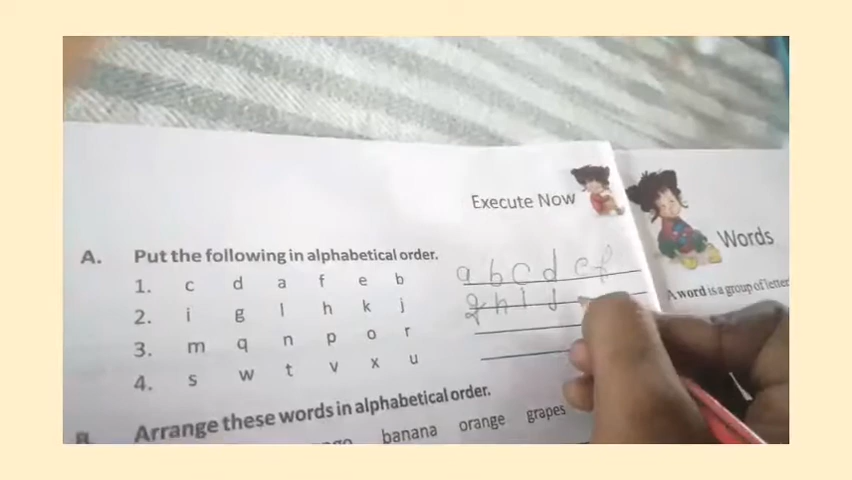 Execute Now
Words
A. Put the following in alphabetical order.
1. c d a f e b a b c d e f
2. i g l h k j g h i j
3. m q n p o r
4. s w t v x u
A word is a group of letter
B. Arrange these words in alphabetical order.
banana orange grapes